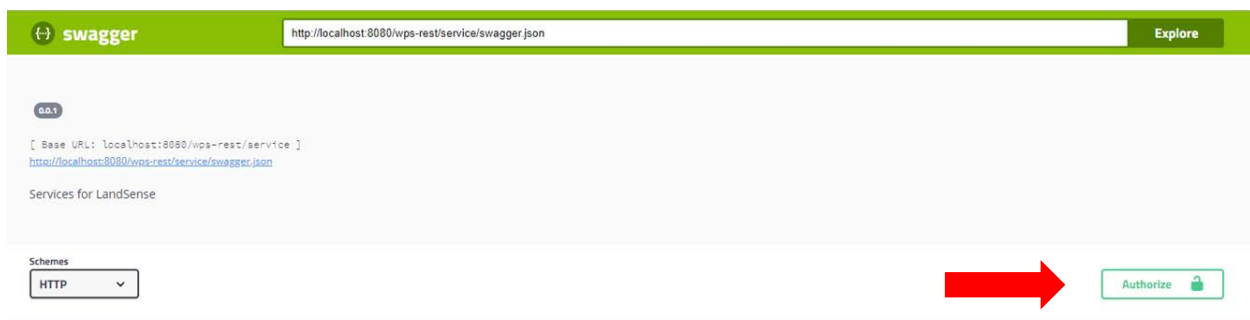 {··} swagger
http://localhost:8080/wps-rest/service/swagger.json
Explore
0.0.1
[ Base URL: localhost:8080/wps-rest/service ]
http://localhost:8080/wps-rest/service/swagger.json
Services for LandSense
Schemes
HTTP
Authorize